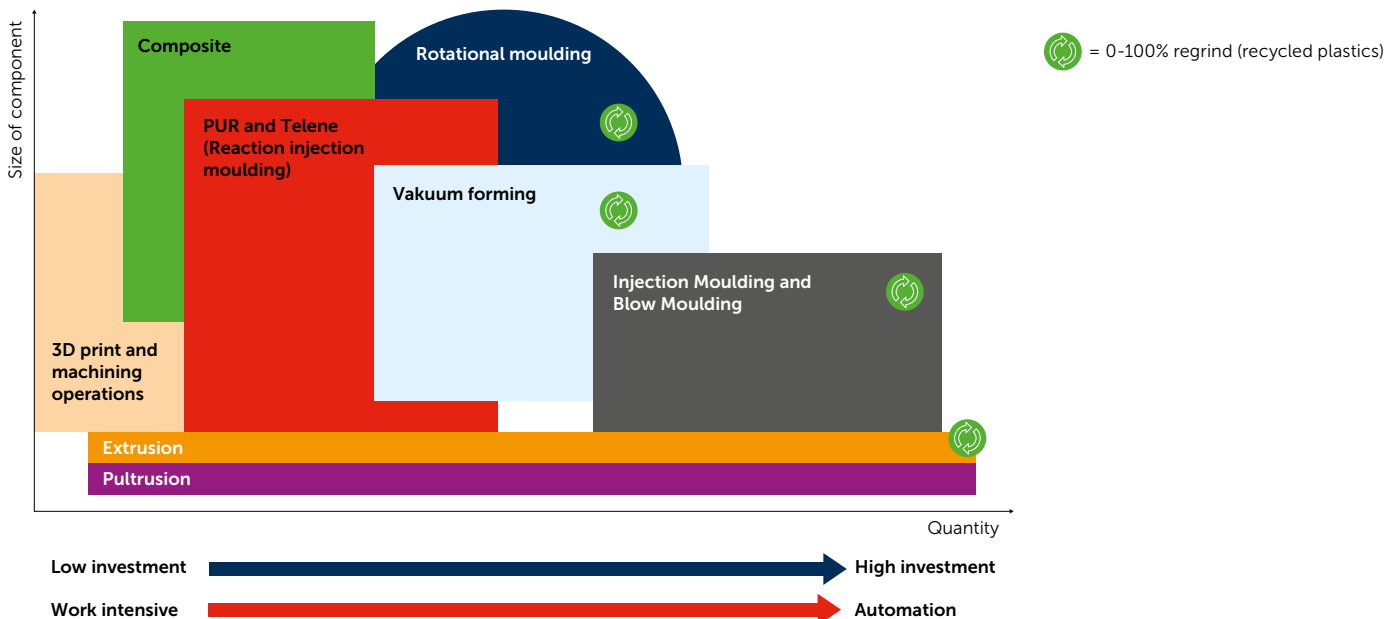 Size of component
Composite
Rotational moulding
= 0-100% regrind (recycled plastics)
PUR and Telene
(Reaction injection
moulding)
Vakuum forming
Injection Moulding and
Blow Moulding
3D print and
machining
operations
Extrusion
Pultrusion
Quantity
Low investment
High investment
Work intensive
Automation